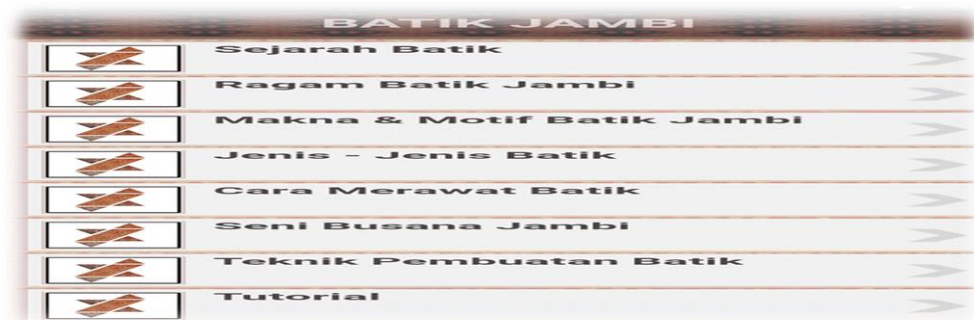 BATIK JAMBI
Sejarah Batik
Ragam Batik Jambi
Makna & Motif Batik Jambi
Jenis - Jenis Batik
Cara Merawat Batik
Seni Busana Jambi
Teknik Pembuatan Batik
Tutorial